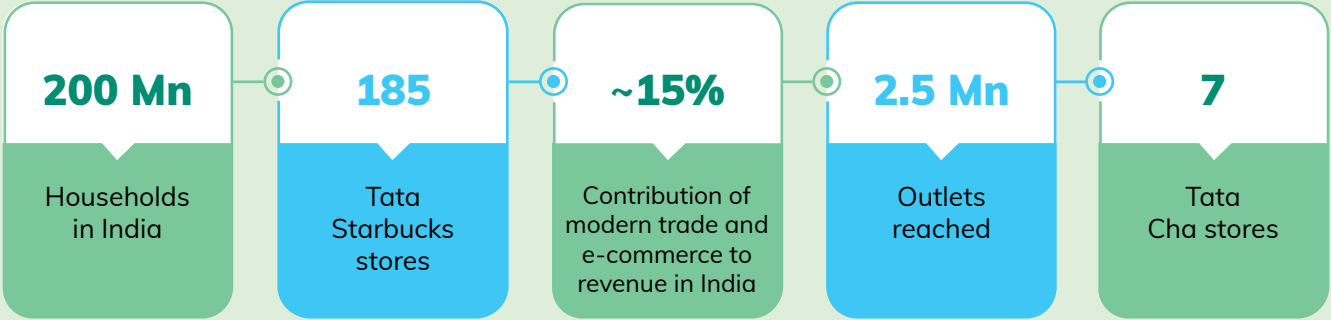 200 Mn
Households
in India
185
Tata
Starbucks
stores
~15%
Contribution of
modern trade and
e-commerce to
revenue in India
2.5 Mn
Outlets
reached
7
Tata
Cha stores